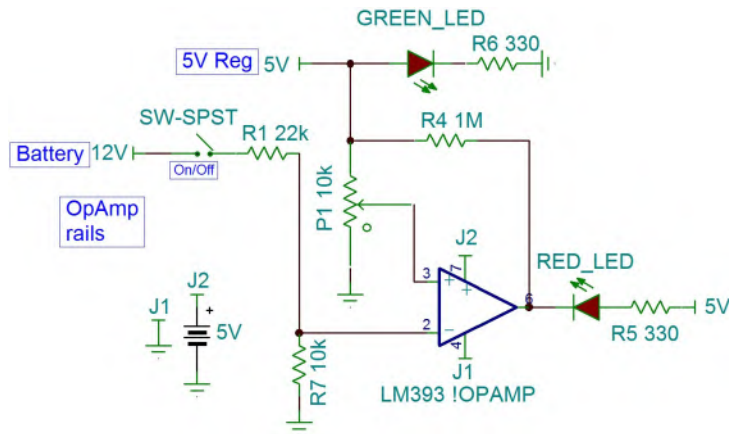 GREEN_LED
5V Reg
5V
R6 330
SW-SPST
R4 1M
Battery
12V
R1 22k
On/Off
P1 10k
OpAmp
rails
J2
3
+
7
+
RED_LED
J2
6
J1
5V
2
-
4
5V
R5 330
R7 10k
J1
LM393 !OPAMP
+